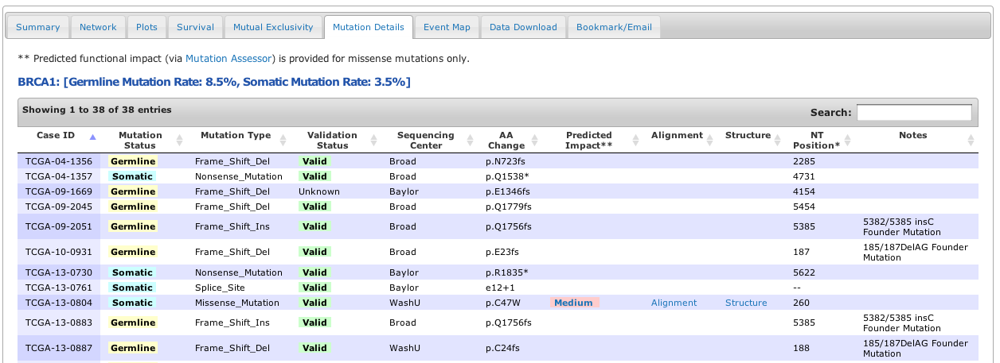 Summary Network Plots Survival Mutual Exclusivity Mutation Details Event Map Data Download Bookmark/Email
** Predicted functional impact (via Mutation Assessor) is provided for missense mutations only.
BRCA1: [Germline Mutation Rate: 8.5%, Somatic Mutation Rate: 3.5%]
Showing 1 to 38 of 38 entries Search:
Case ID Mutation Status Mutation Type Validation Status Sequencing Center AA Change Predicted Impact** Alignment Structure NT Position* Notes
TCGA-04-1356 Germline Frame_Shift_Del Valid Broad p.N723fs 2285
TCGA-04-1357 Somatic Nonsense_Mutation Valid Broad p.Q1538* 4731
TCGA-09-1669 Germline Frame_Shift_Del Unknown Baylor p.E1346fs 4154
TCGA-09-2045 Germline Frame_Shift_Del Valid Broad p.Q1779fs 5454
TCGA-09-2051 Germline Frame_Shift_Ins Valid Broad p.Q1756fs 5385 5382/5385 insC Founder Mutation
TCGA-10-0931 Germline Frame_Shift_Del Valid Broad p.E23fs 187 185/187DelAG Founder Mutation
TCGA-13-0730 Somatic Nonsense_Mutation Valid Baylor p.R1835* 5622
TCGA-13-0761 Somatic Splice_Site Valid Baylor e12+1 --
TCGA-13-0804 Somatic Missense_Mutation Valid WashU p.C47W Medium Alignment Structure 260
TCGA-13-0883 Germline Frame_Shift_Ins Valid Broad p.Q1756fs 5385 5382/5385 insC Founder Mutation
TCGA-13-0887 Germline Frame_Shift_Del Valid WashU p.C24fs 188 185/187DelAG Founder Mutation